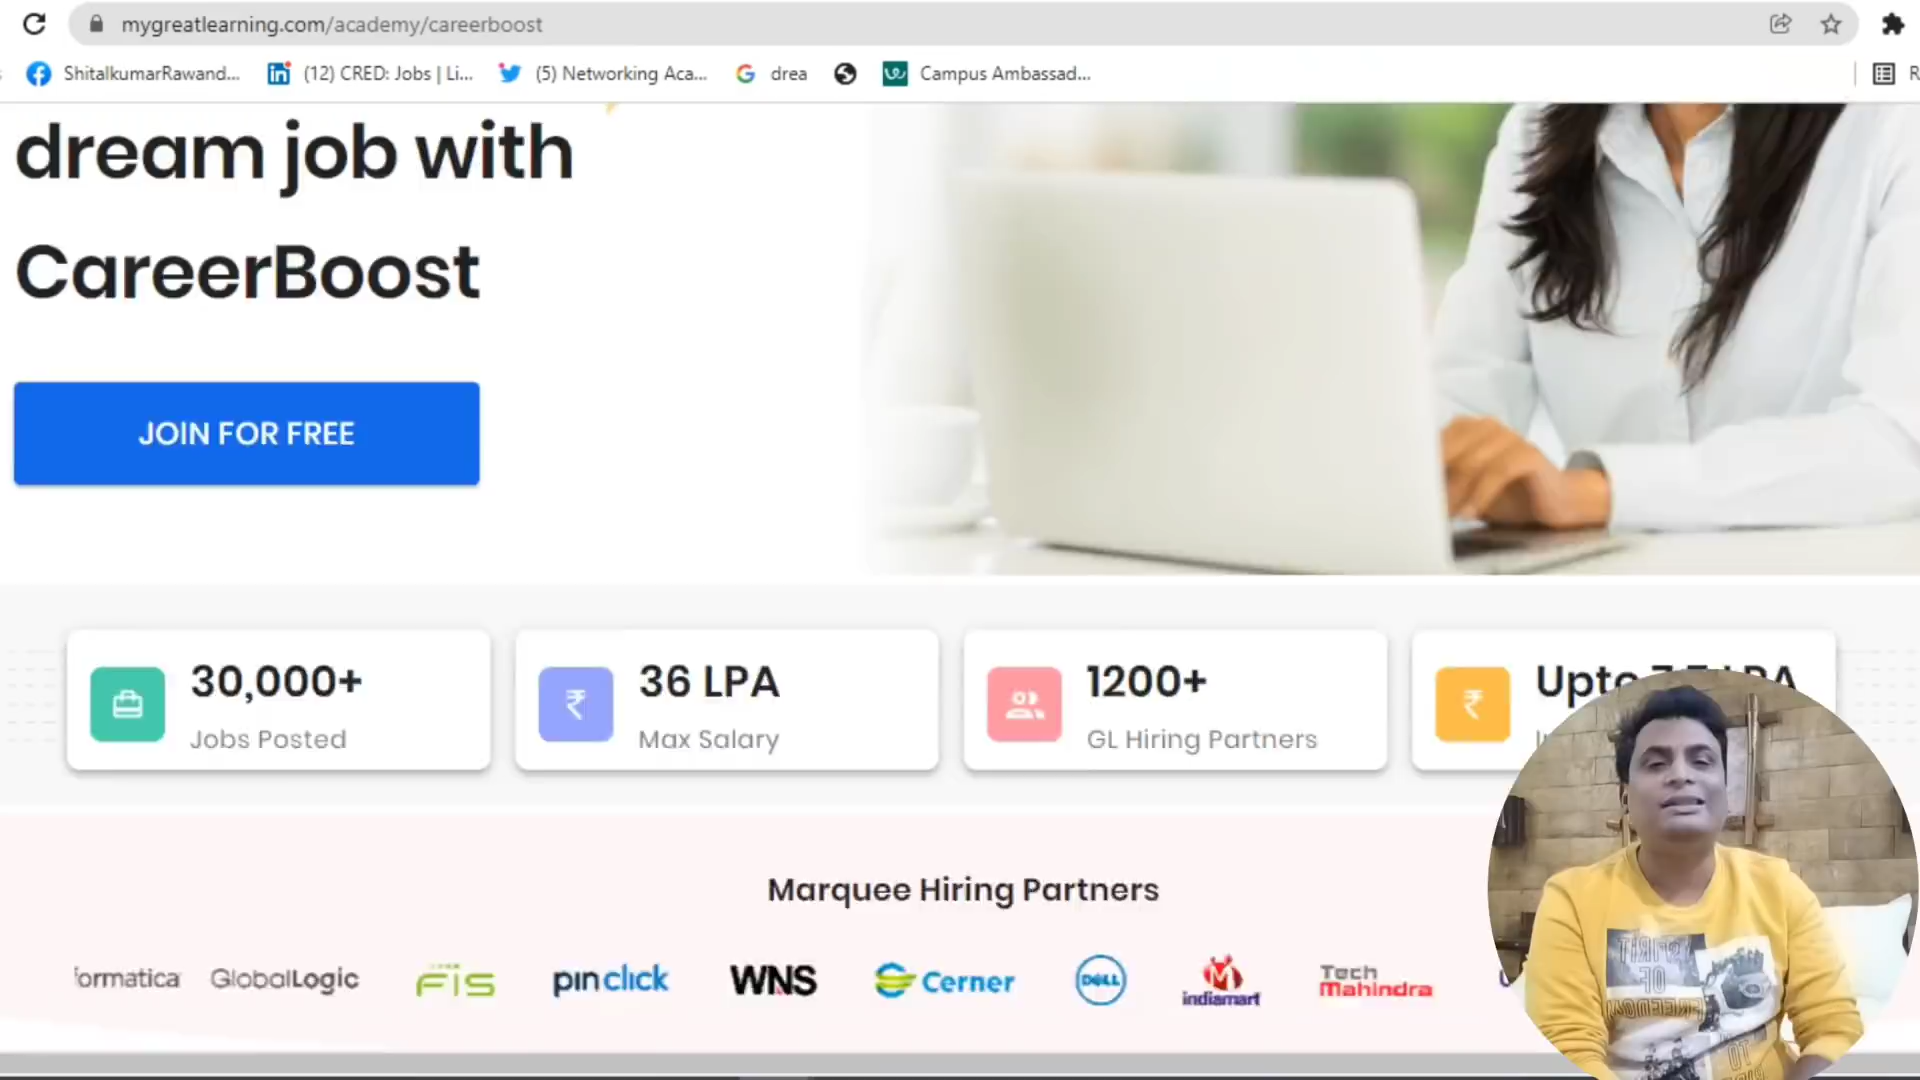 mygreatlearning.com/academy/careerboost
ShitalkumarRawand... (12) CRED: Jobs | Li... (5) Networking Aca... drea Campus Ambassad...
dream job with
CareerBoost
JOIN FOR FREE
30,000+
Jobs Posted
36 LPA
Max Salary
1200+
GL Hiring Partners
Upto
Marquee Hiring Partners
formatica GlobalLogic FIS pinclick WNS Cerner DELL indiamart Tech Mahindra